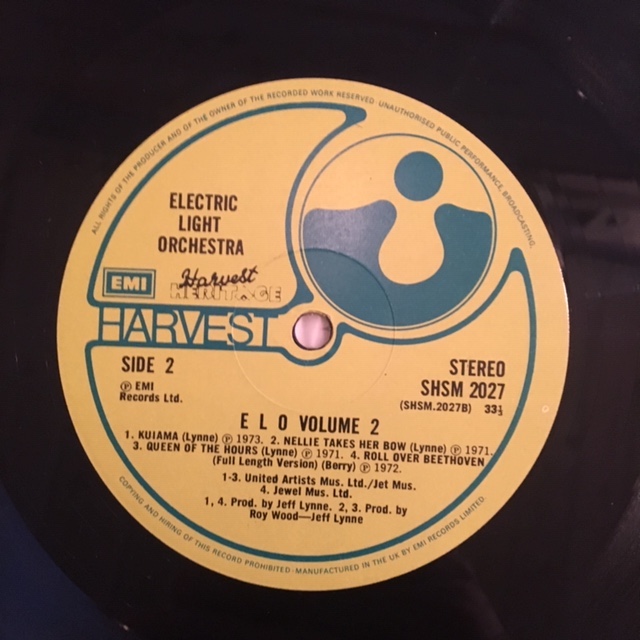 ALL RIGHTS OF THE PRODUCER AND OF THE OWNER OF THE RECORDED WORK RESERVED · UNAUTHORISED PUBLIC PERFORMANCE, BROADCASTING,
ELECTRIC
LIGHT
ORCHESTRA
EMI
Harvest
HERITAGE
HARVEST
SIDE 2
STEREO
℗ EMI
Records Ltd.
SHSM 2027
(SHSM.2027B) 33⅓
E L O VOLUME 2
1. KUIAMA (Lynne) ℗ 1973. 2. NELLIE TAKES HER BOW (Lynne) ℗ 1971.
3. QUEEN OF THE HOURS (Lynne) ℗ 1971. 4. ROLL OVER BEETHOVEN
(Full Length Version) (Berry) ℗ 1972.
1-3. United Artists Mus. Ltd./Jet Mus.
4. Jewel Mus. Ltd.
1, 4. Prod. by Jeff Lynne. 2, 3. Prod. by
Roy Wood—Jeff Lynne
COPYING AND HIRING OF THIS RECORD PROHIBITED · MANUFACTURED IN THE UK BY EMI RECORDS LIMITED.